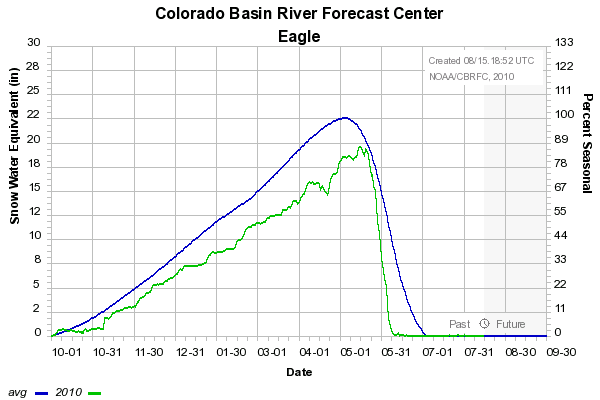 Colorado Basin River Forecast Center
Eagle
Created 08/15.18:52 UTC
NOAA/CBRFC, 2010
Snow Water Equivalent (in)
30
28
25
22
20
18
15
12
10
8
5
2
0
Percent Seasonal
133
122
111
100
89
78
67
55
44
33
22
11
0
Past Future
10-01 10-31 11-30 12-31 01-30 03-01 04-01 05-01 05-31 07-01 07-31 08-30 09-30
Date
avg 2010